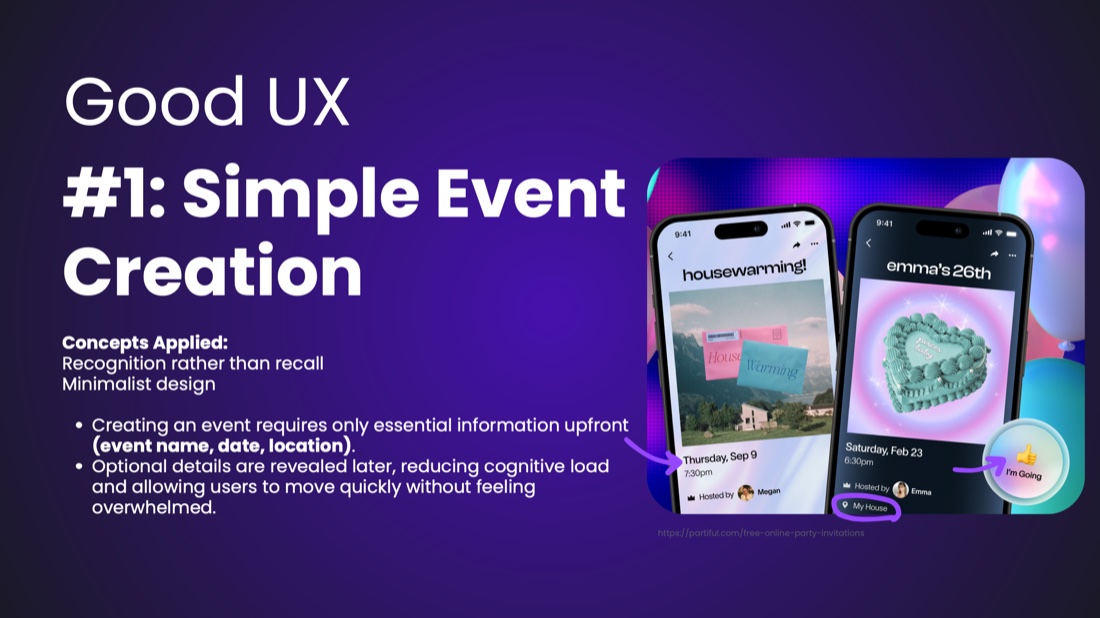 Good UX
#1: Simple Event
Creation
Concepts Applied:
Recognition rather than recall
Minimalist design
• Creating an event requires only essential information upfront
(event name, date, location).
• Optional details are revealed later, reducing cognitive load
and allowing users to move quickly without feeling
overwhelmed.
9:41
housewarming!
House
Warming
Thursday, Sep 9
7:30pm
Hosted by Megan
9:41
emma's 26th
Saturday, Feb 23
6:30pm
Hosted by Emma
My House
👍
I'm Going
https://partiful.com/free-online-party-invitations